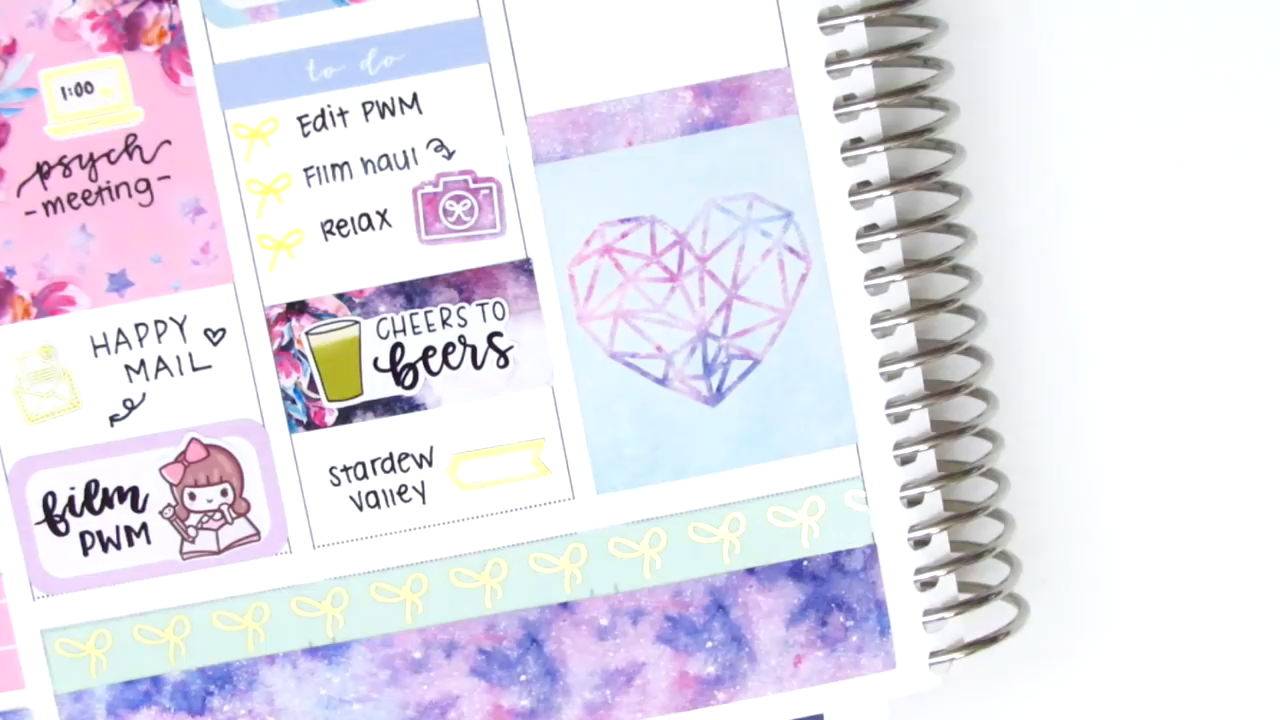 1:00
psych
-meeting-
HAPPY
MAIL
film
PWM
to do
Edit PWM
Film haul
Relax
CHEERS TO
beers
Stardew
Valley